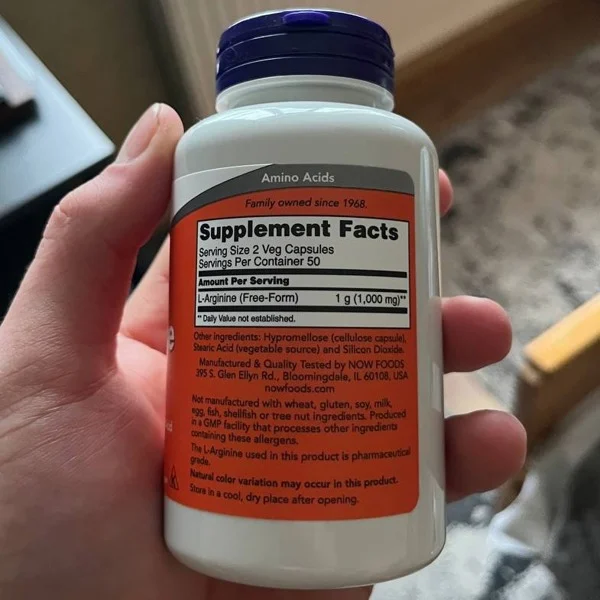 Amino Acids
Family owned since 1968.
Supplement Facts
Serving Size 2 Veg Capsules
Servings Per Container 50
Amount Per Serving
L-Arginine (Free-Form) 1 g (1,000 mg)**
** Daily Value not established.
Other ingredients: Hypromellose (cellulose capsule),
Stearic Acid (vegetable source) and Silicon Dioxide.
Manufactured & Quality Tested by NOW FOODS
395 S. Glen Ellyn Rd., Bloomingdale, IL 60108, USA
nowfoods.com
Not manufactured with wheat, gluten, soy, milk,
egg, fish, shellfish or tree nut ingredients. Produced
in a GMP facility that processes other ingredients
containing these allergens.
The L-Arginine used in this product is pharmaceutical
grade.
Natural color variation may occur in this product.
Store in a cool, dry place after opening.